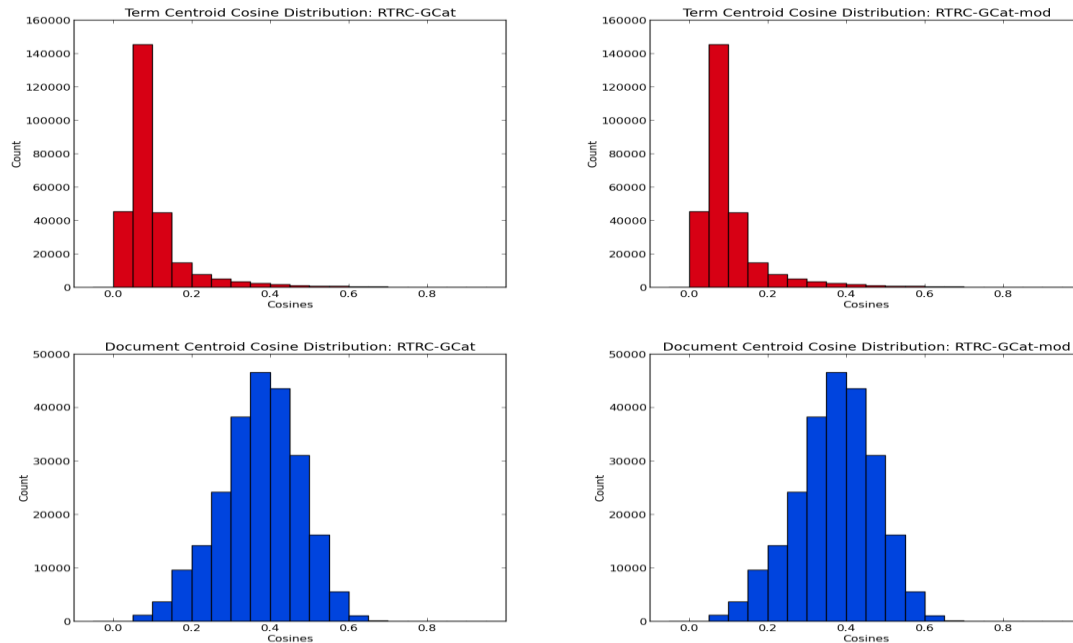 Term Centroid Cosine Distribution: RTRC-GCat
160000
140000
120000
100000
80000
60000
40000
20000
0
Count
0.0 0.2 0.4 0.6 0.8
Cosines
Term Centroid Cosine Distribution: RTRC-GCat-mod
160000
140000
120000
100000
80000
60000
40000
20000
0
Count
0.0 0.2 0.4 0.6 0.8
Cosines
Document Centroid Cosine Distribution: RTRC-GCat
50000
40000
30000
20000
10000
0
Count
0.0 0.2 0.4 0.6 0.8
Cosines
Document Centroid Cosine Distribution: RTRC-GCat-mod
50000
40000
30000
20000
10000
0
Count
0.0 0.2 0.4 0.6 0.8
Cosines